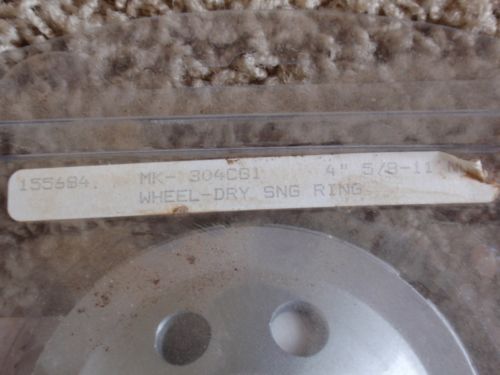 155684. MK- 304CG1 4" 5/8-11 N
WHEEL-DRY SNG RING